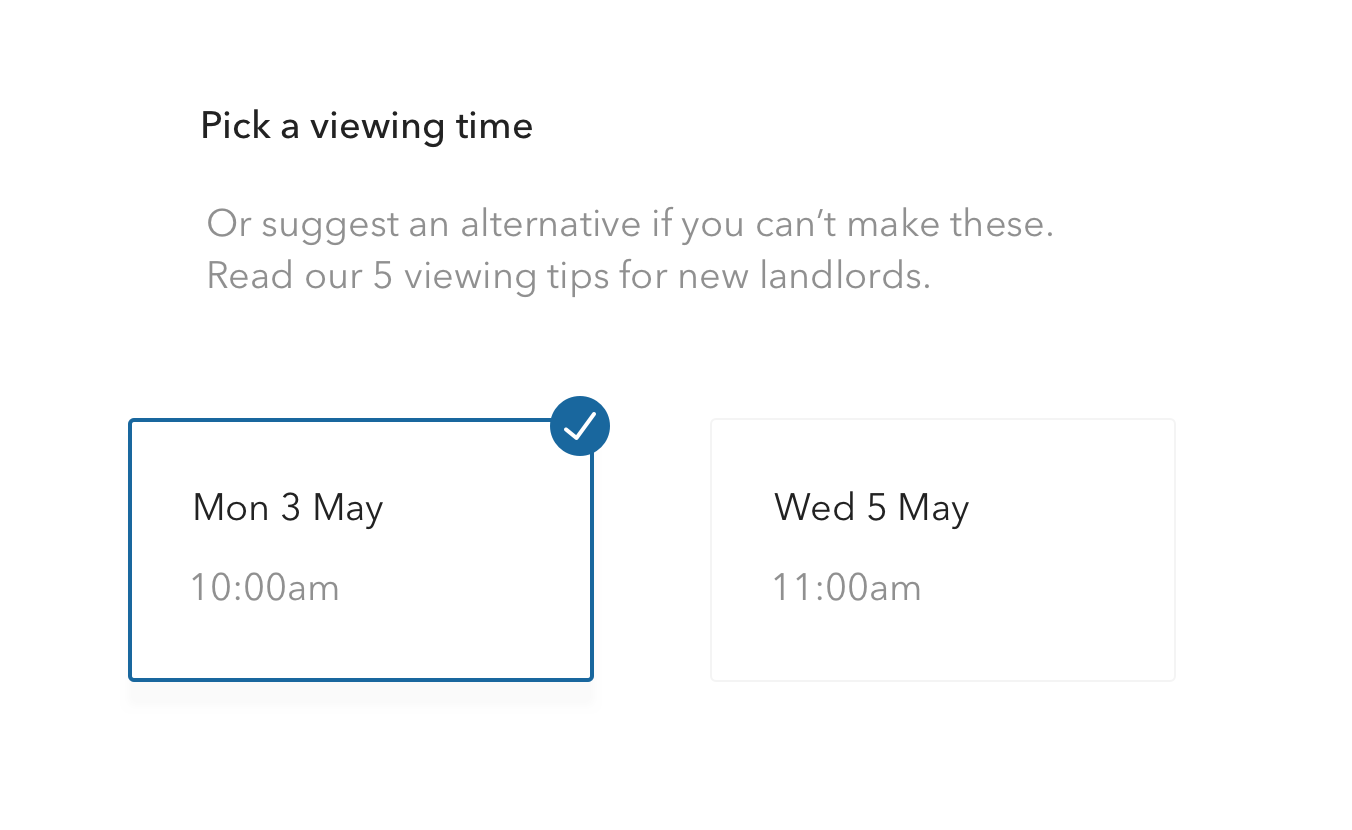 Pick a viewing time
Or suggest an alternative if you can’t make these.
Read our 5 viewing tips for new landlords.
Mon 3 May
10:00am
Wed 5 May
11:00am